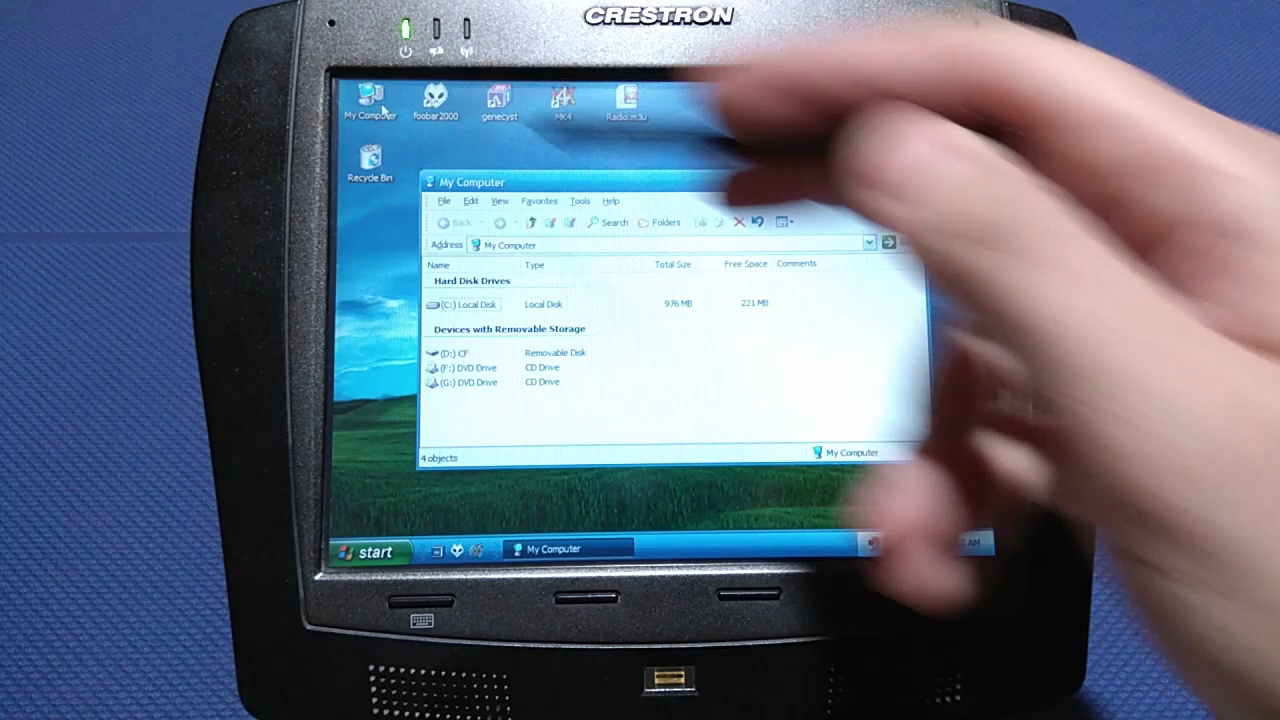 CRESTRON
My Computer
foobar2000
genecyst
MK4
Radio.m3u
Recycle Bin
My Computer
File Edit View Favorites Tools Help
Back Search Folders
Address My Computer
Name Type Total Size Free Space Comments
Hard Disk Drives
(C:) Local Disk Local Disk 976 MB 221 MB
Devices with Removable Storage
(D:) CF Removable Disk
(F:) DVD Drive CD Drive
(G:) DVD Drive CD Drive
4 objects My Computer
start My Computer AM